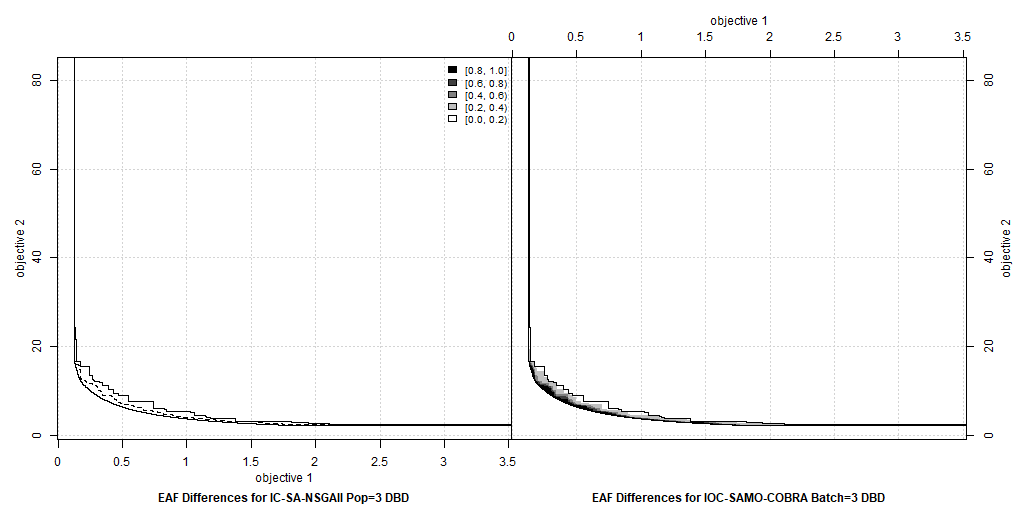 objective 1
0 0.5 1 1.5 2 2.5 3 3.5
[0.8, 1.0]
[0.6, 0.8)
[0.4, 0.6)
[0.2, 0.4)
[0.0, 0.2)
80
60
40
20
0
objective 2
80
60
40
20
0
objective 2
0 0.5 1 1.5 2 2.5 3 3.5
objective 1
EAF Differences for IC-SA-NSGAII Pop=3 DBD
EAF Differences for IOC-SAMO-COBRA Batch=3 DBD